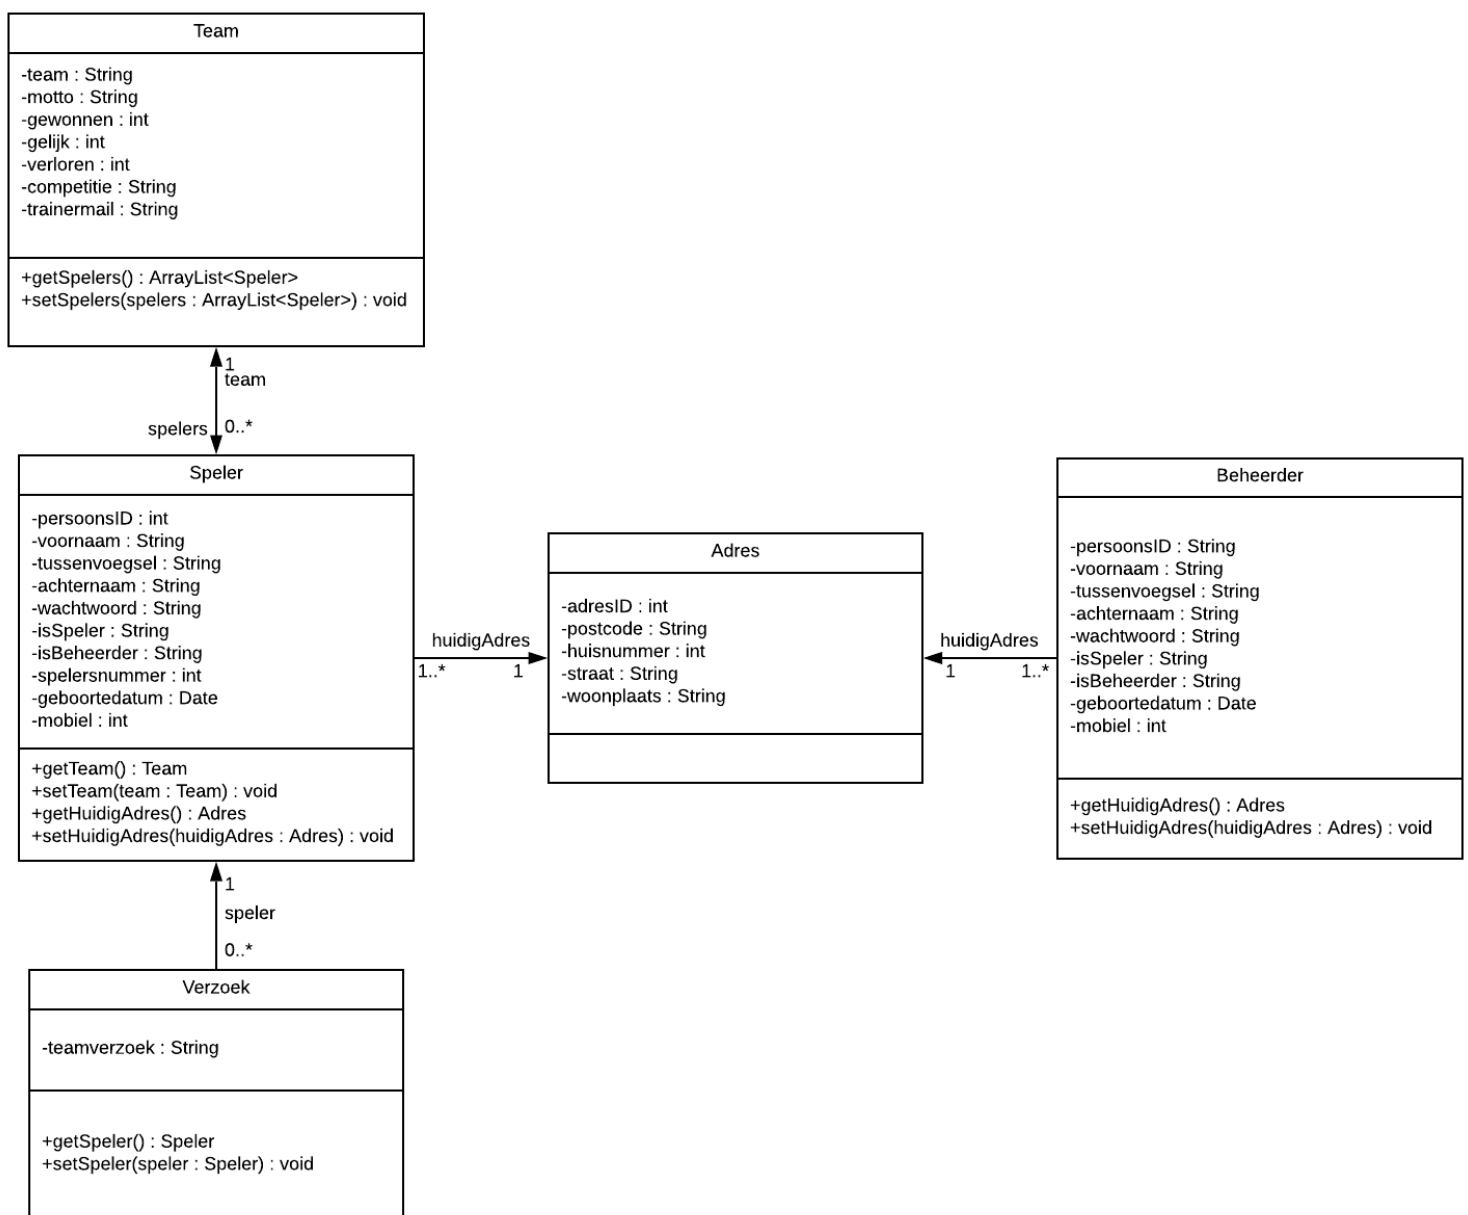 Team
-team : String
-motto : String
-gewonnen : int
-gelijk : int
-verloren : int
-competitie : String
-trainermail : String
+getSpelers() : ArrayList<Speler>
+setSpelers(spelers : ArrayList<Speler>) : void
1
team
spelers
0..*
Speler
-persoonsID : int
-voornaam : String
-tussenvoegsel : String
-achternaam : String
-wachtwoord : String
-isSpeler : String
-isBeheerder : String
-spelersnummer : int
-geboortedatum : Date
-mobiel : int
+getTeam() : Team
+setTeam(team : Team) : void
+getHuidigAdres() : Adres
+setHuidigAdres(huidigAdres : Adres) : void
huidigAdres
1..*
1
Adres
-adresID : int
-postcode : String
-huisnummer : int
-straat : String
-woonplaats : String
huidigAdres
1
1..*
Beheerder
-persoonsID : String
-voornaam : String
-tussenvoegsel : String
-achternaam : String
-wachtwoord : String
-isSpeler : String
-isBeheerder : String
-geboortedatum : Date
-mobiel : int
+getHuidigAdres() : Adres
+setHuidigAdres(huidigAdres : Adres) : void
1
speler
0..*
Verzoek
-teamverzoek : String
+getSpeler() : Speler
+setSpeler(speler : Speler) : void